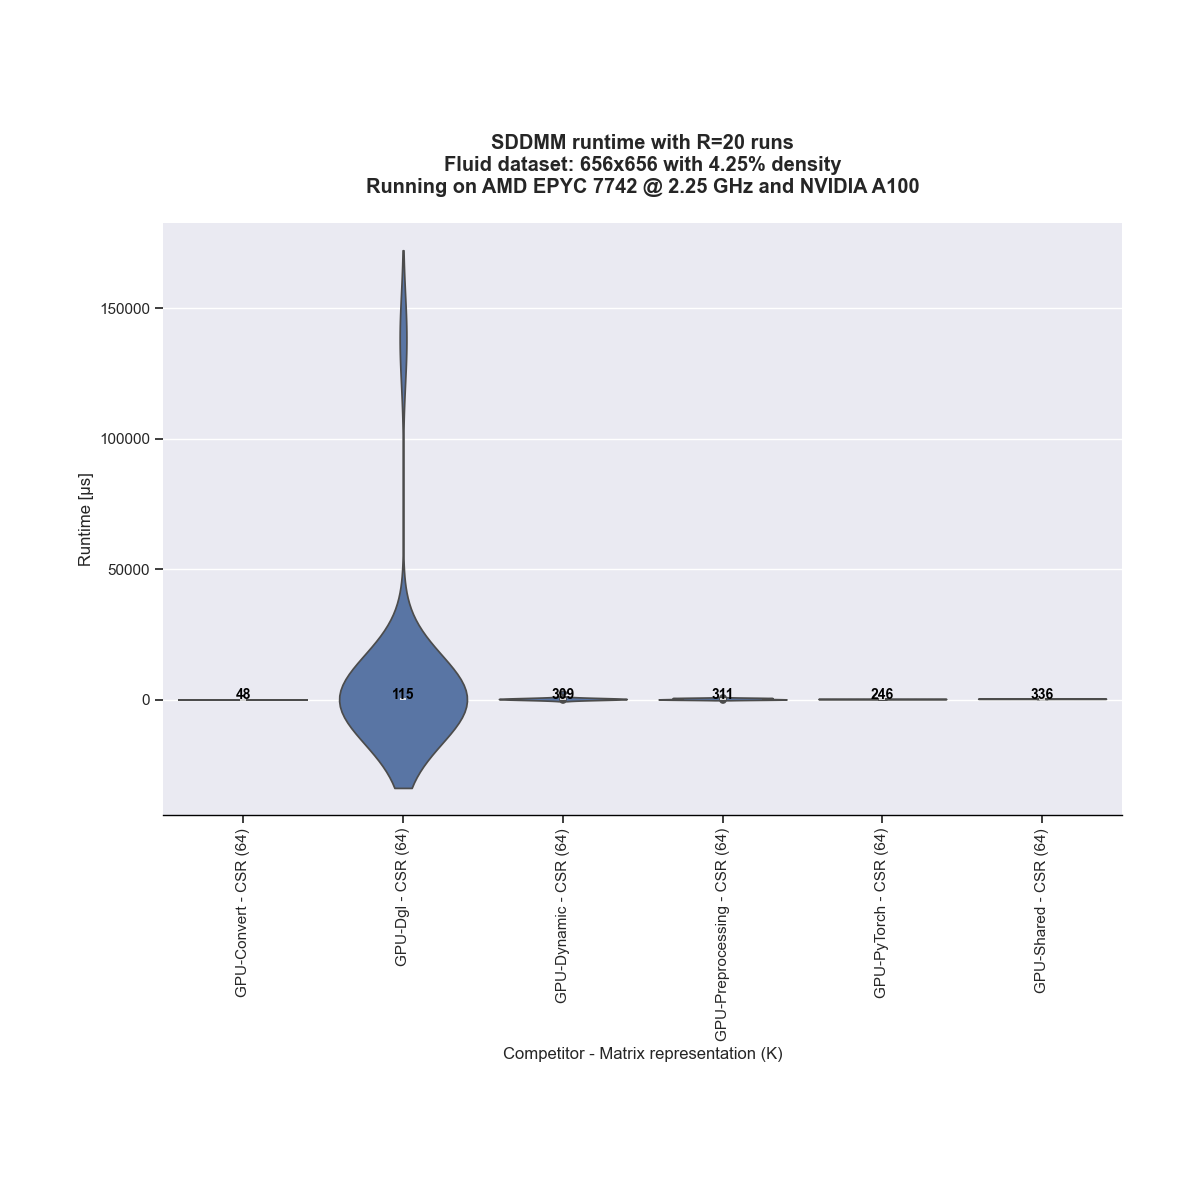 SDDMM runtime with R=20 runs
Fluid dataset: 656x656 with 4.25% density
Running on AMD EPYC 7742 @ 2.25 GHz and NVIDIA A100
150000
100000
50000
0
Runtime [µs]
48
115
309
311
246
336
GPU-Convert - CSR (64)
GPU-Dgl - CSR (64)
GPU-Dynamic - CSR (64)
GPU-Preprocessing - CSR (64)
GPU-PyTorch - CSR (64)
GPU-Shared - CSR (64)
Competitor - Matrix representation (K)